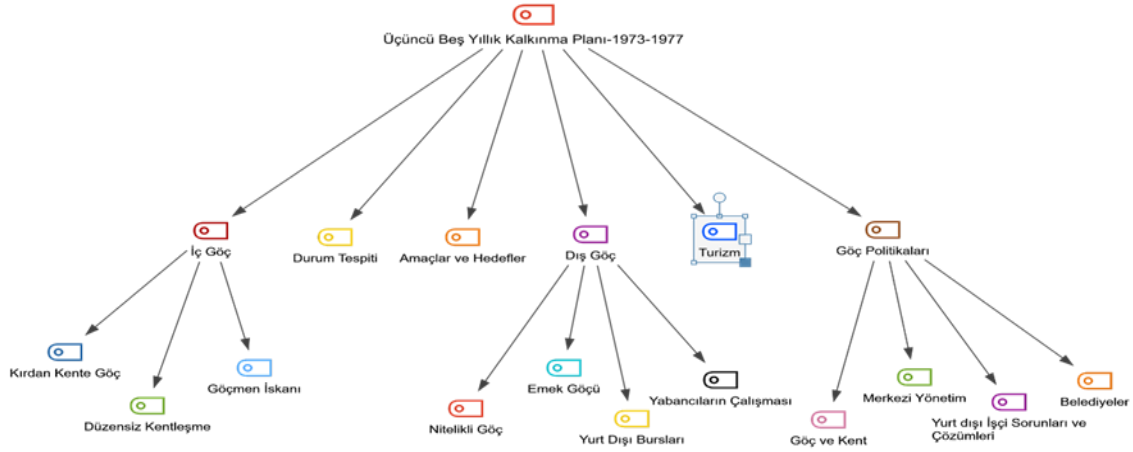 Üçüncü Beş Yıllık Kalkınma Planı-1973-1977
İç Göç
Durum Tespiti
Amaçlar ve Hedefler
Dış Göç
Turizm
Göç Politikaları
Kırdan Kente Göç
Düzensiz Kentleşme
Göçmen İskanı
Nitelikli Göç
Emek Göçü
Yurt Dışı Bursları
Yabancıların Çalışması
Göç ve Kent
Merkezi Yönetim
Yurt dışı İşçi Sorunları ve
Çözümleri
Belediyeler